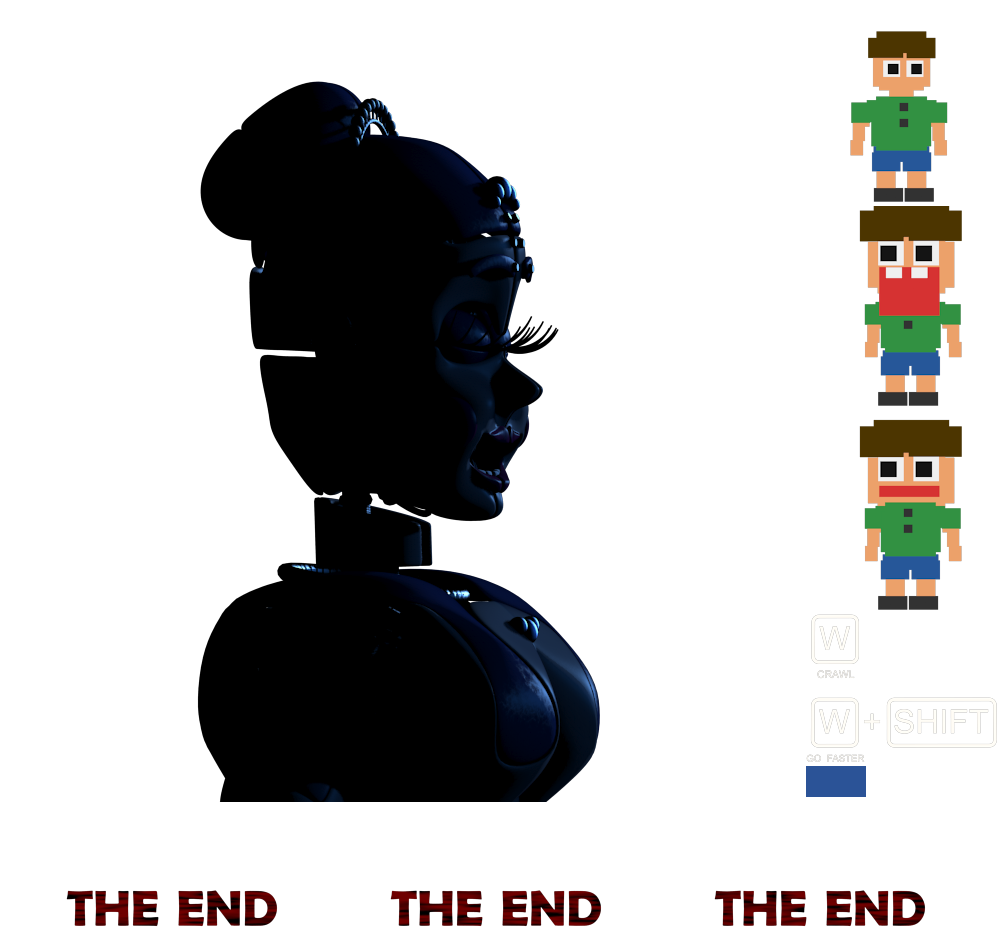 W
CRAWL
W + SHIFT
GO FASTER
THE END THE END THE END